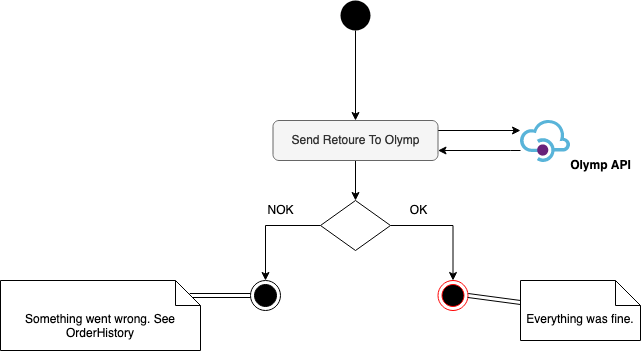 Send Retoure To Olymp
Olymp API
NOK
OK
Something went wrong. See
OrderHistory
Everything was fine.